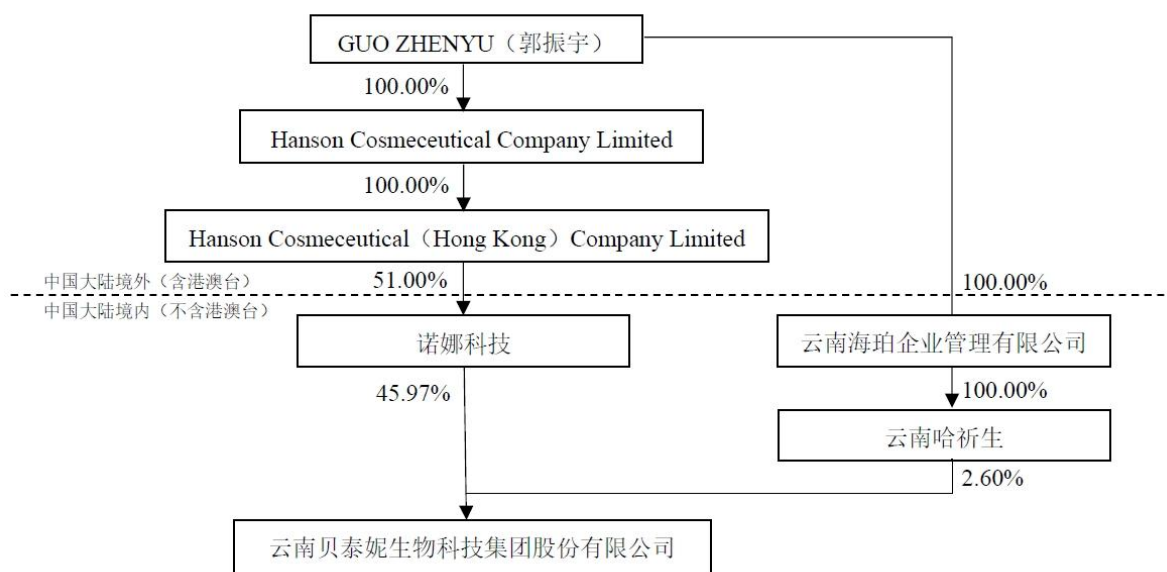 GUO ZHENYU（郭振宇）
100.00%
Hanson Cosmeceutical Company Limited
100.00%
Hanson Cosmeceutical（Hong Kong）Company Limited
中国大陆境外（含港澳台）
51.00%
100.00%
中国大陆境内（不含港澳台）
诺娜科技
云南海珀企业管理有限公司
45.97%
100.00%
云南哈祈生
2.60%
云南贝泰妮生物科技集团股份有限公司